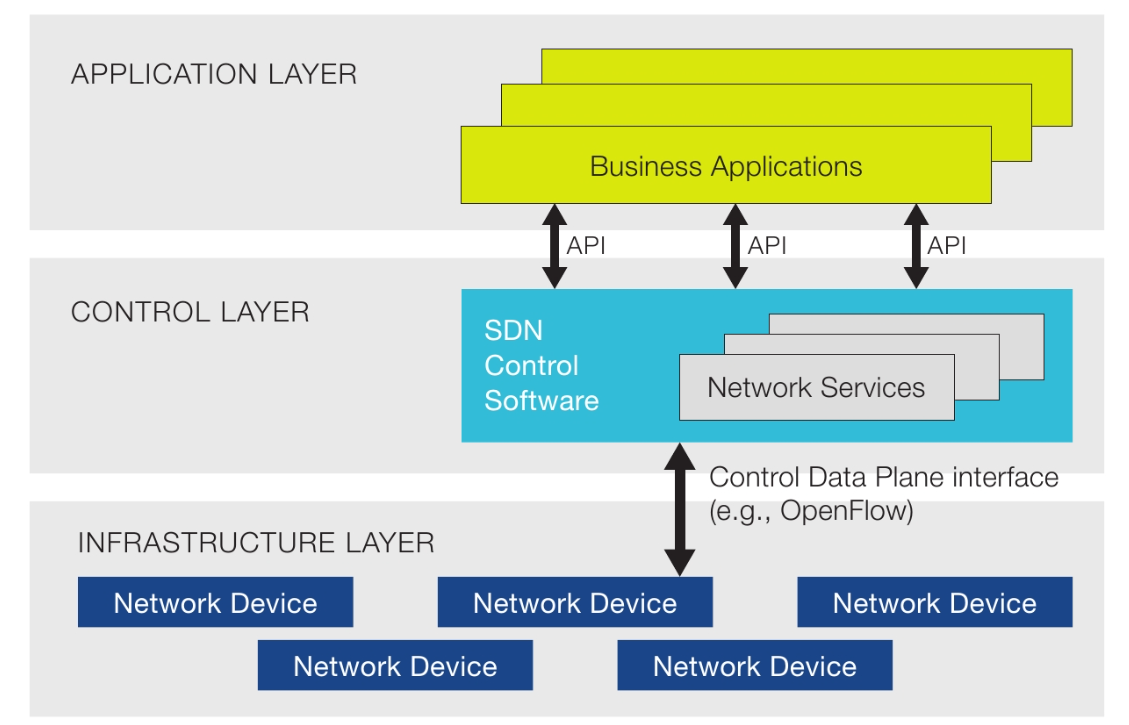 APPLICATION LAYER
Business Applications
API
API
API
CONTROL LAYER
SDN
Control
Software
Network Services
Control Data Plane interface
(e.g., OpenFlow)
INFRASTRUCTURE LAYER
Network Device
Network Device
Network Device
Network Device
Network Device